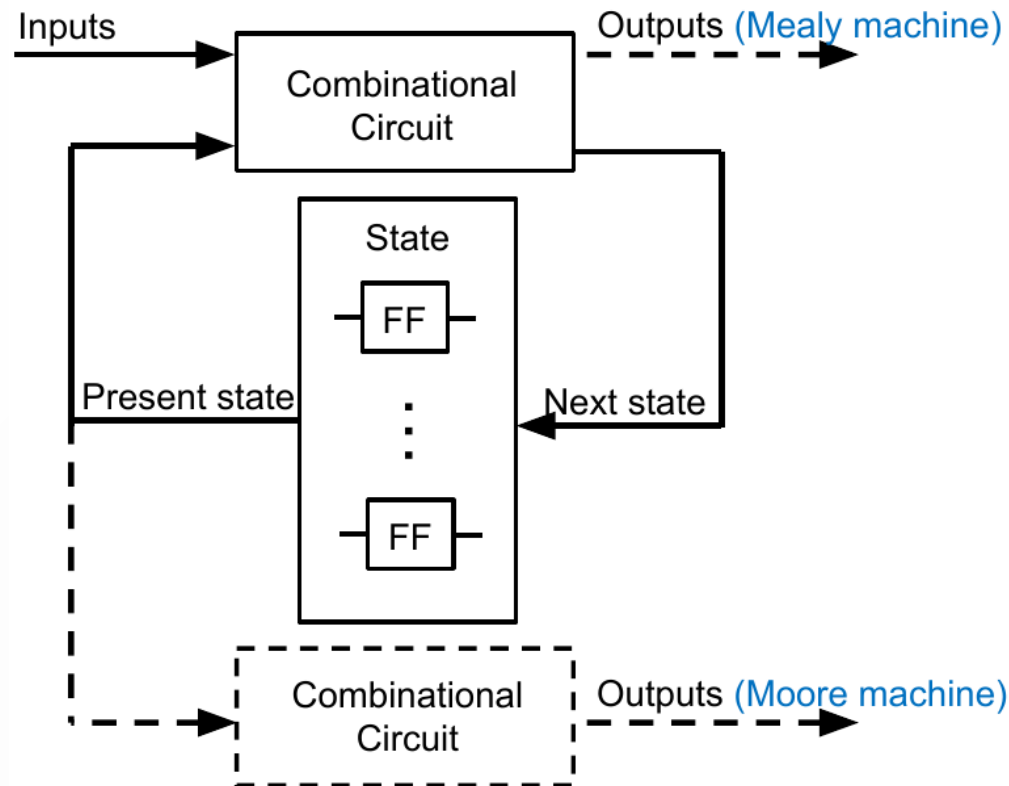 Inputs
Outputs (Mealy machine)
Combinational
Circuit
State
FF
Present state
Next state
FF
Combinational
Circuit
Outputs (Moore machine)